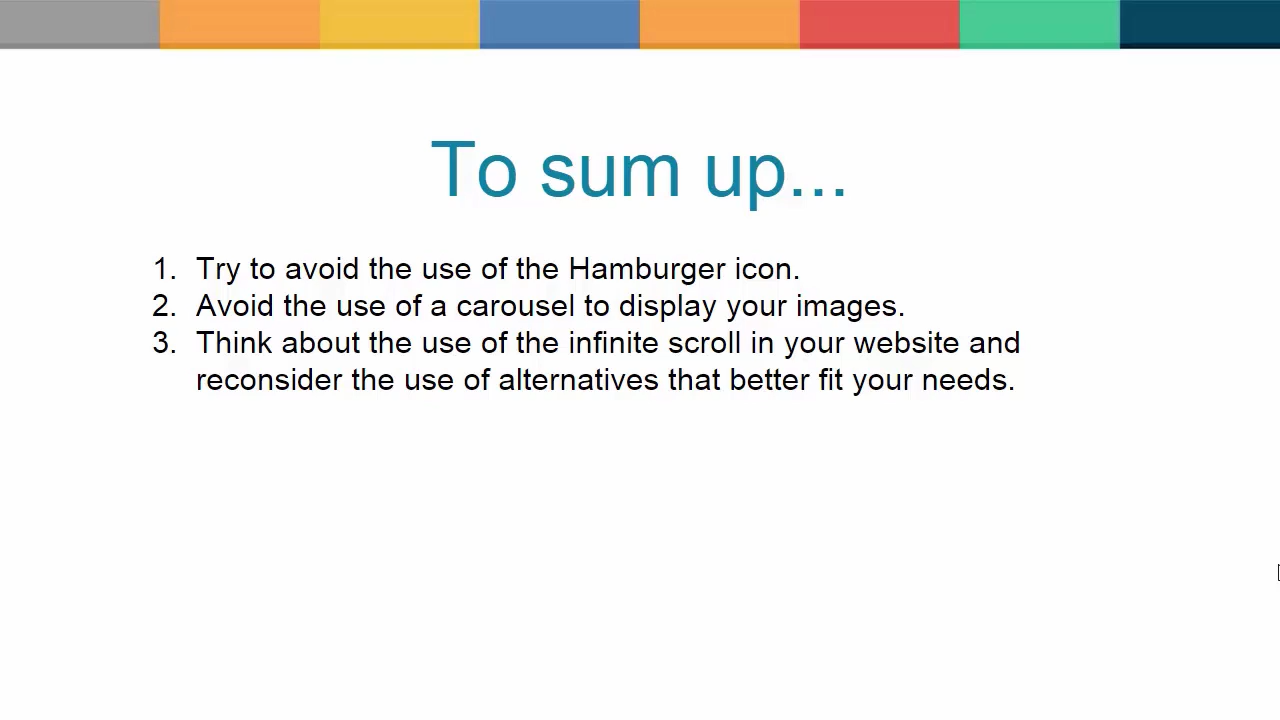 To sum up...
1. Try to avoid the use of the Hamburger icon.
2. Avoid the use of a carousel to display your images.
3. Think about the use of the infinite scroll in your website and
reconsider the use of alternatives that better fit your needs.